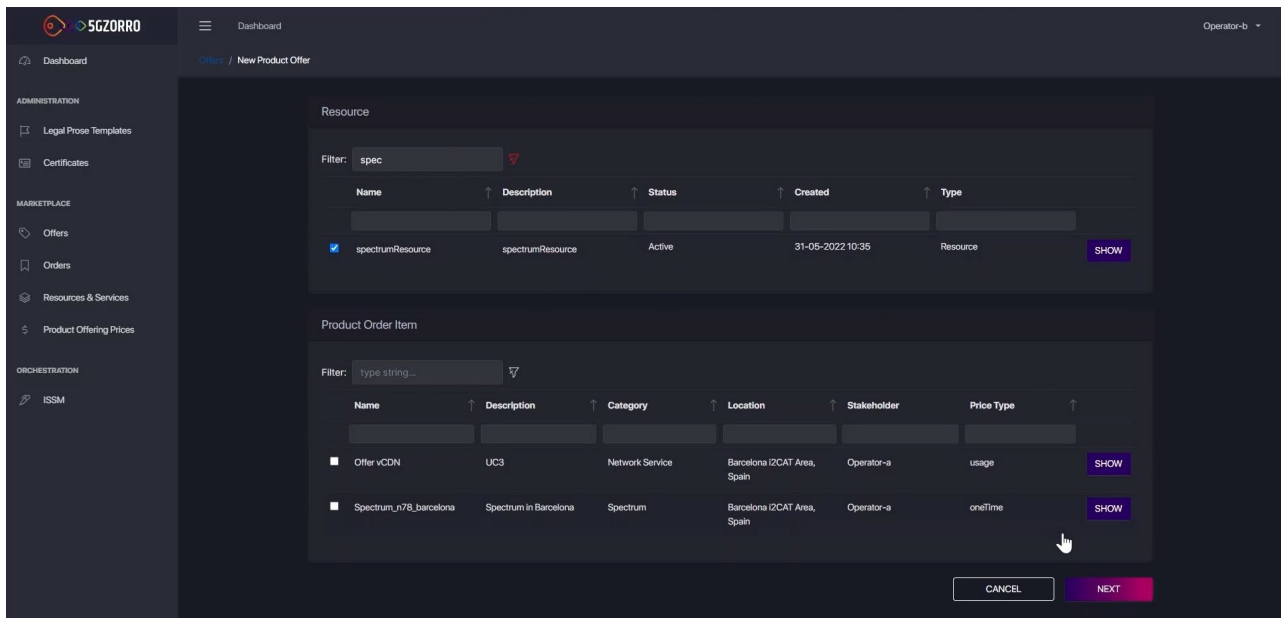 5GZORRO
Dashboard
Operator-b
Dashboard
Offers / New Product Offer
ADMINISTRATION
Legal Prose Templates
Certificates
MARKETPLACE
Offers
Orders
Resources & Services
Product Offering Prices
ORCHESTRATION
ISSM
Resource
Filter: spec
Name Description Status Created Type
spectrumResource spectrumResource Active 31-05-2022 10:35 Resource SHOW
Product Order Item
Filter: type string...
Name Description Category Location Stakeholder Price Type
Offer vCDN UC3 Network Service Barcelona i2CAT Area, Operator-a usage SHOW
Spain
Spectrum_n78_barcelona Spectrum in Barcelona Spectrum Barcelona i2CAT Area, Operator-a oneTime SHOW
Spain
CANCEL NEXT